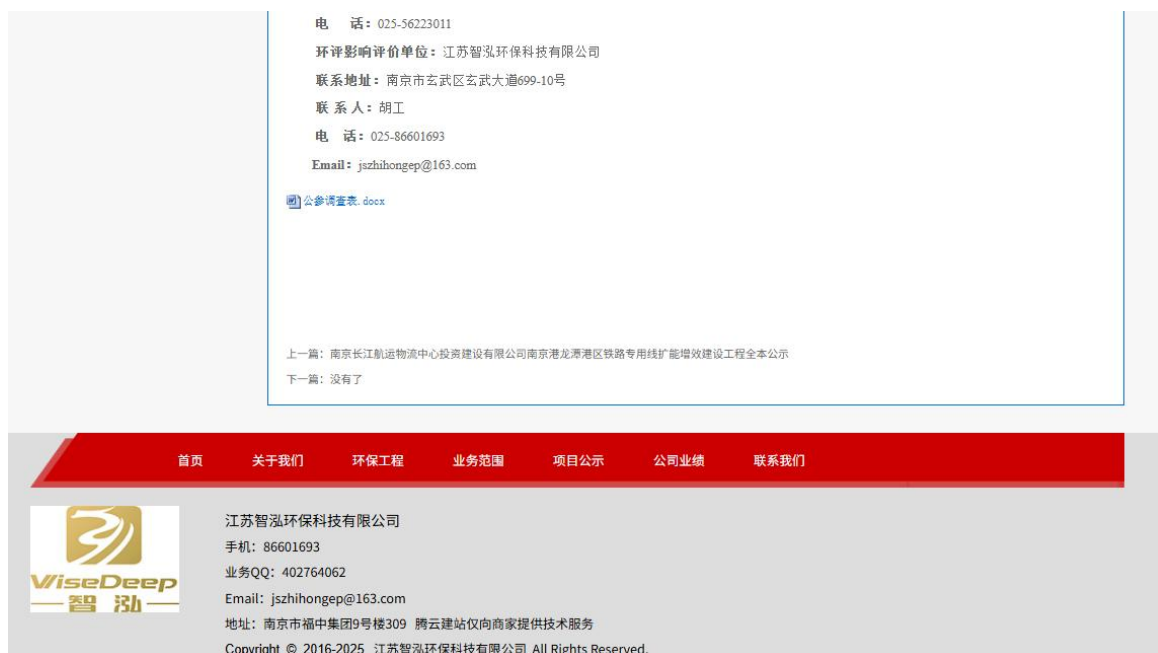 电 话：025-56223011
环评影响评价单位：江苏智泓环保科技有限公司
联系地址：南京市玄武区玄武大道699-10号
联 系 人：胡工
电 话：025-86601693
Email：jszhihongep@163.com
公参调查表.docx
上一篇：南京长江航运物流中心投资建设有限公司南京港龙潭港区铁路专用线扩能增效建设工程全本公示
下一篇：没有了
首页 关于我们 环保工程 业务范围 项目公示 公司业绩 联系我们
江苏智泓环保科技有限公司
手机：86601693
业务QQ：402764062
WiseDeep
智 泓
Email：jszhihongep@163.com
地址：南京市福中集团9号楼309 腾云建站仅向商家提供技术服务
Copyright © 2016-2025 江苏智泓环保科技有限公司 All Rights Reserved.